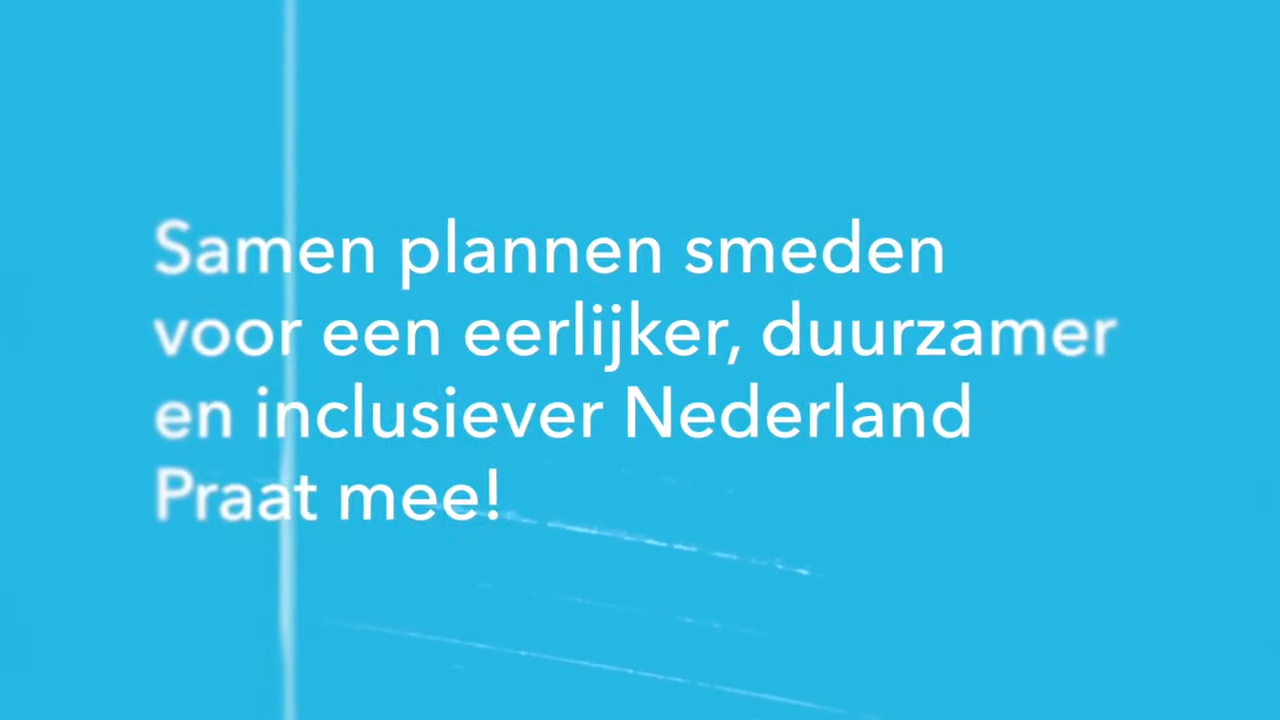 Samen plannen smeden
voor een eerlijker, duurzamer
en inclusiever Nederland
Praat mee!